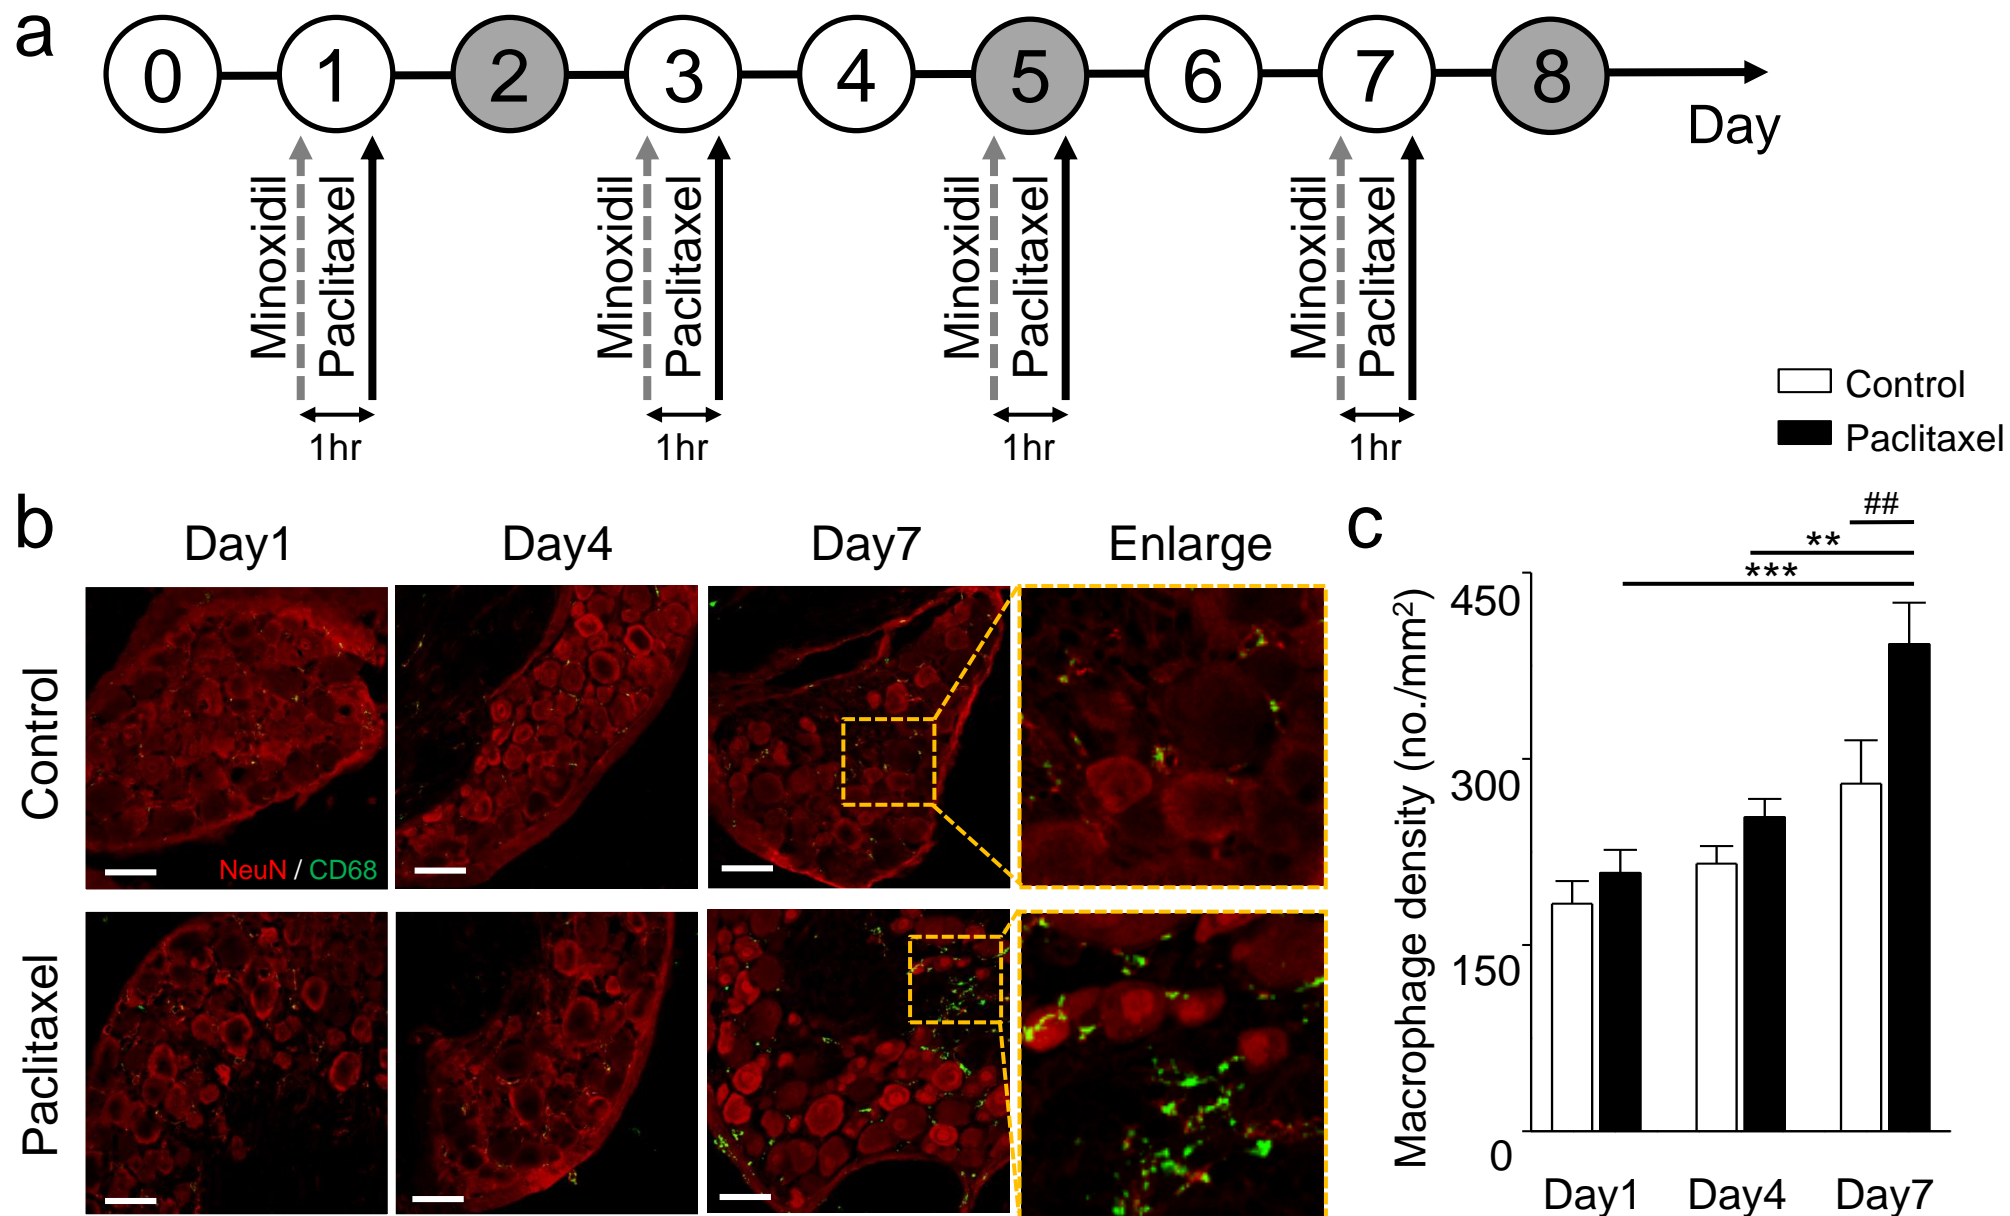 a
0 1 2 3 4 5 6 7 8
Day
Minoxidil
Paclitaxel
1hr
Minoxidil
Paclitaxel
1hr
Minoxidil
Paclitaxel
1hr
Minoxidil
Paclitaxel
1hr
b
Day1 Day4 Day7 Enlarge
Control
NeuN / CD68
Paclitaxel
c
Control
Paclitaxel
##
**
***
Macrophage density (no./mm²)
450
300
150
0
Day1 Day4 Day7